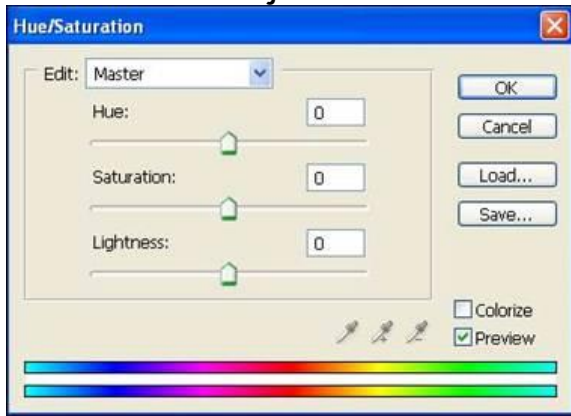 Hue/Saturation
Edit: Master
Hue: 0
Saturation: 0
Lightness: 0
OK
Cancel
Load...
Save...
Colorize
Preview